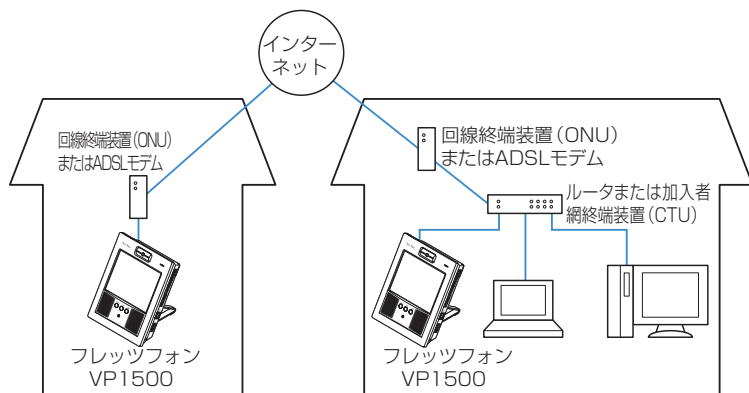 インター
ネット
回線終端装置(ONU)
またはADSLモデム
フレッツフォン
VP1500
回線終端装置(ONU)
またはADSLモデム
ルータまたは加入者
網終端装置(CTU)
フレッツフォン
VP1500